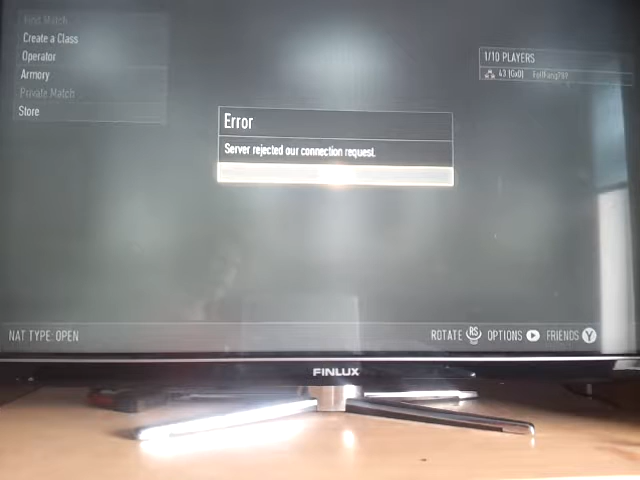 Find Match
Create a Class
Operator
Armory
Private Match
Store
1/10 PLAYERS
Error
Server rejected our connection request.
NAT TYPE: OPEN
ROTATE RS OPTIONS FRIENDS Y
FINLUX